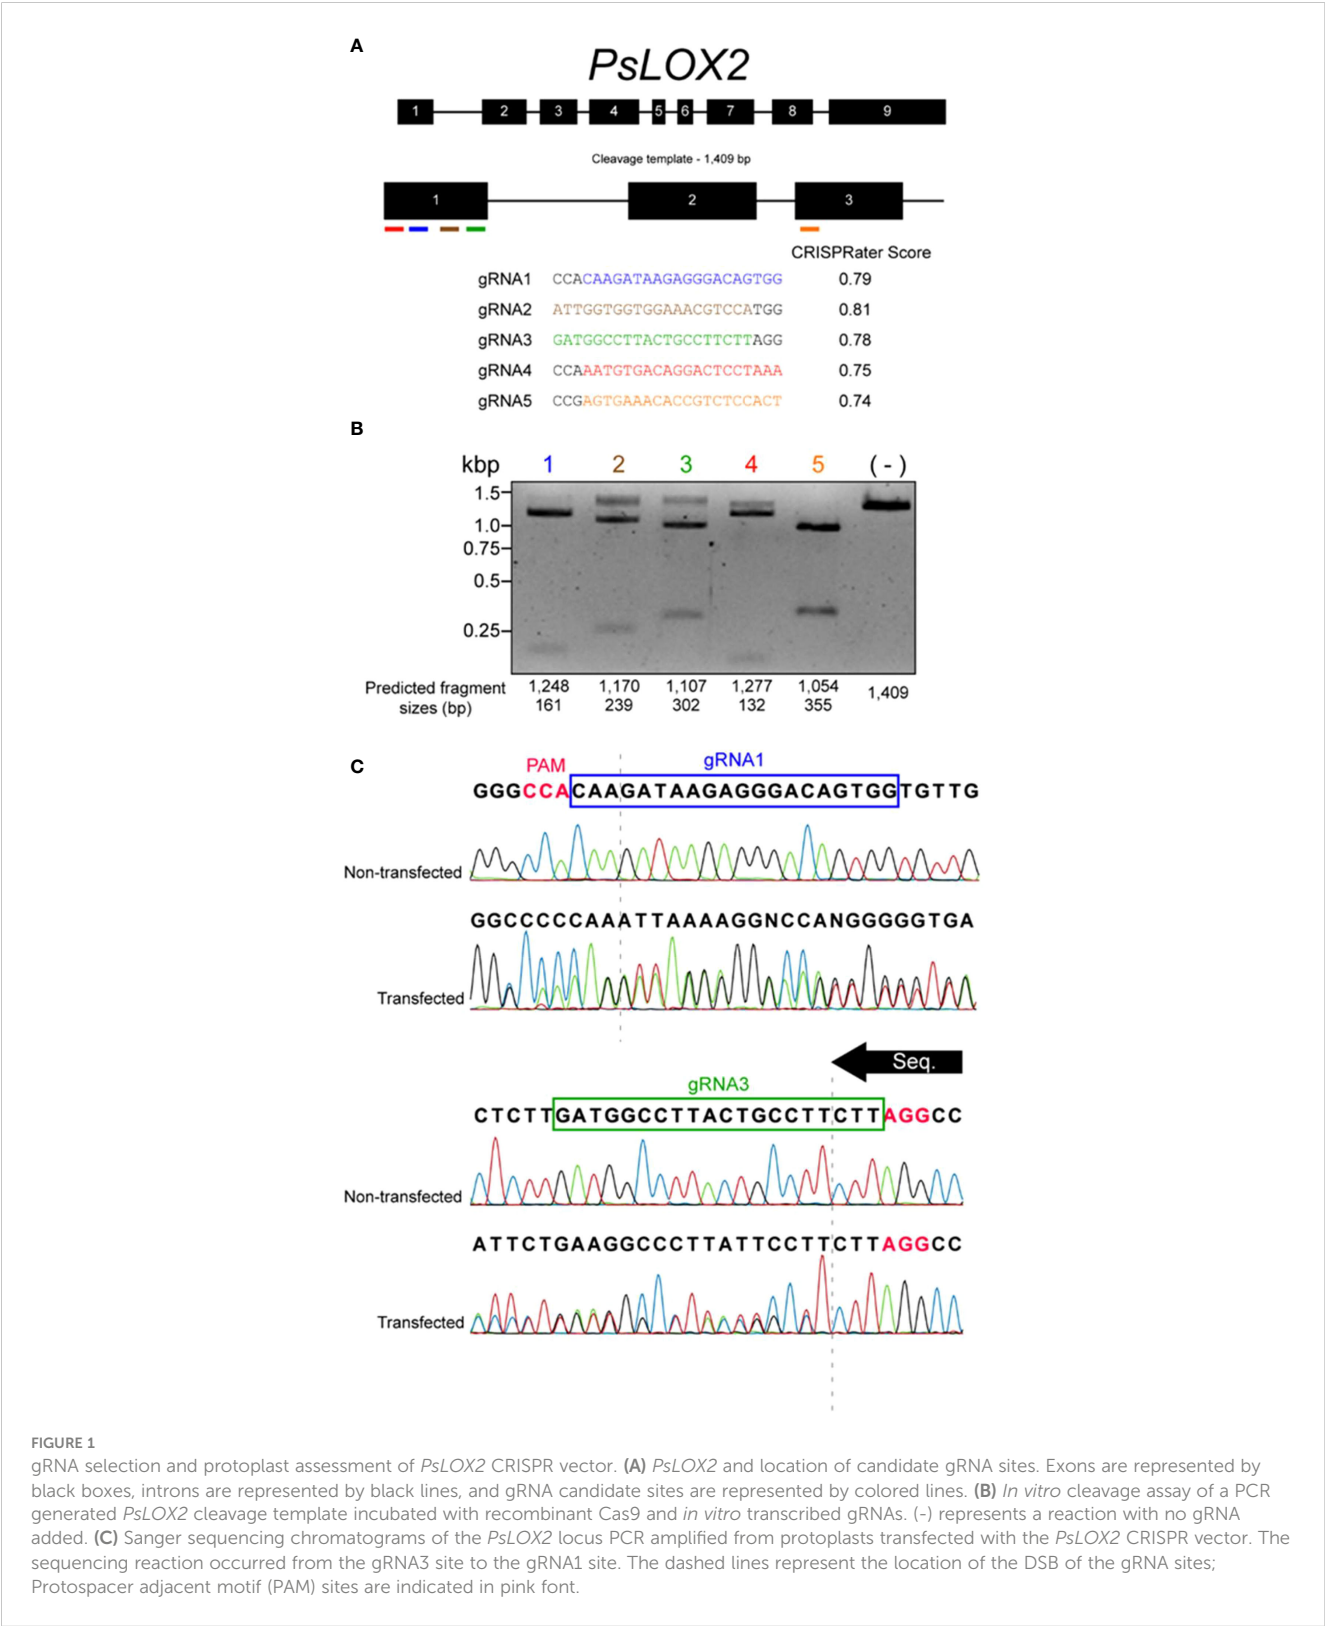 A
PsLOX2
1 2 3 4 5 6 7 8 9
Cleavage template - 1,409 bp
1 2 3
CRISPRater Score
gRNA1 CCACAAGATAAGAGGGACAGTGG 0.79
gRNA2 ATTGGTGGTGGAAACGTCCATGG 0.81
gRNA3 GATGGCCTTACTGCCTTCTTAGG 0.78
gRNA4 CCAAATGTGACAGGACTCCTAAA 0.75
gRNA5 CCGAGTGAAACACCGTCTCCACT 0.74
B
kbp 1 2 3 4 5 (-)
1.5
1.0
0.75
0.5
0.25
Predicted fragment sizes (bp)
1,248 1,170 1,107 1,277 1,054 1,409
161 239 302 132 355
C
PAM gRNA1
GGGCCACAAGATAAGAGGGACAGTGGTGTTG
Non-transfected
GGCCCCCAAATTAAAAGGNCCANGGGGGTGA
Transfected
Seq.
gRNA3
CTCTTGATGGCCTTACTGCCTTCTTAGGCC
Non-transfected
ATTCTGAAGGCCCTTATTCCTTCTTAGGCC
Transfected
FIGURE 1
gRNA selection and protoplast assessment of PsLOX2 CRISPR vector. (A) PsLOX2 and location of candidate gRNA sites. Exons are represented by
black boxes, introns are represented by black lines, and gRNA candidate sites are represented by colored lines. (B) In vitro cleavage assay of a PCR
generated PsLOX2 cleavage template incubated with recombinant Cas9 and in vitro transcribed gRNAs. (-) represents a reaction with no gRNA
added. (C) Sanger sequencing chromatograms of the PsLOX2 locus PCR amplified from protoplasts transfected with the PsLOX2 CRISPR vector. The
sequencing reaction occurred from the gRNA3 site to the gRNA1 site. The dashed lines represent the location of the DSB of the gRNA sites;
Protospacer adjacent motif (PAM) sites are indicated in pink font.